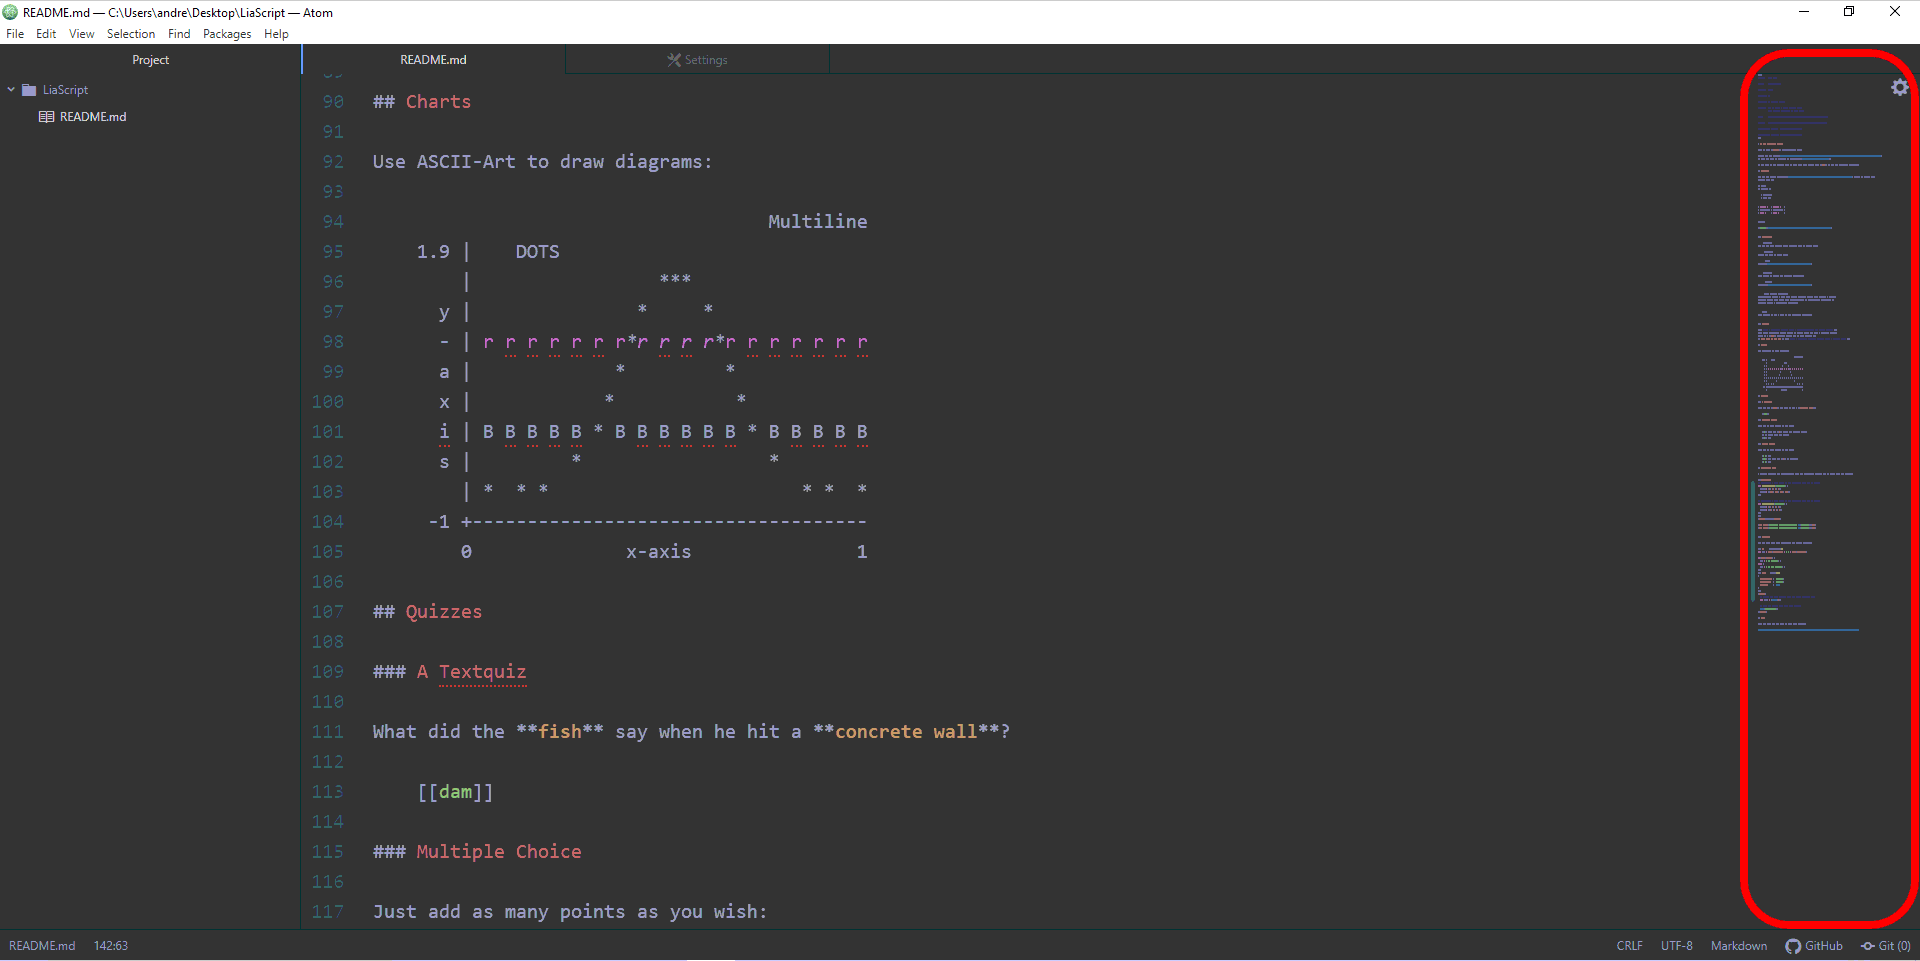 README.md — C:\Users\andre\Desktop\LiaScript — Atom
File Edit View Selection Find Packages Help
Project
README.md
Settings
LiaScript
README.md
90 ## Charts
91
92 Use ASCII-Art to draw diagrams:
93
94                                     Multiline
95     1.9 |    DOTS
96         |                 ***
97       y |               *     *
98       - | r r r r r r r*r r r r*r r r r r r r
99       a |             *         *
100      x |            *           *
101      i | B B B B B * B B B B B B * B B B B B
102      s |         *                 *
103        | *  * *                       * *  *
104     -1 +------------------------------------
105        0              x-axis               1
106
107 ## Quizzes
108
109 ### A Textquiz
110
111 What did the **fish** say when he hit a **concrete wall**?
112
113     [[dam]]
114
115 ### Multiple Choice
116
117 Just add as many points as you wish:
README.md 142:63 CRLF UTF-8 Markdown GitHub Git (0)